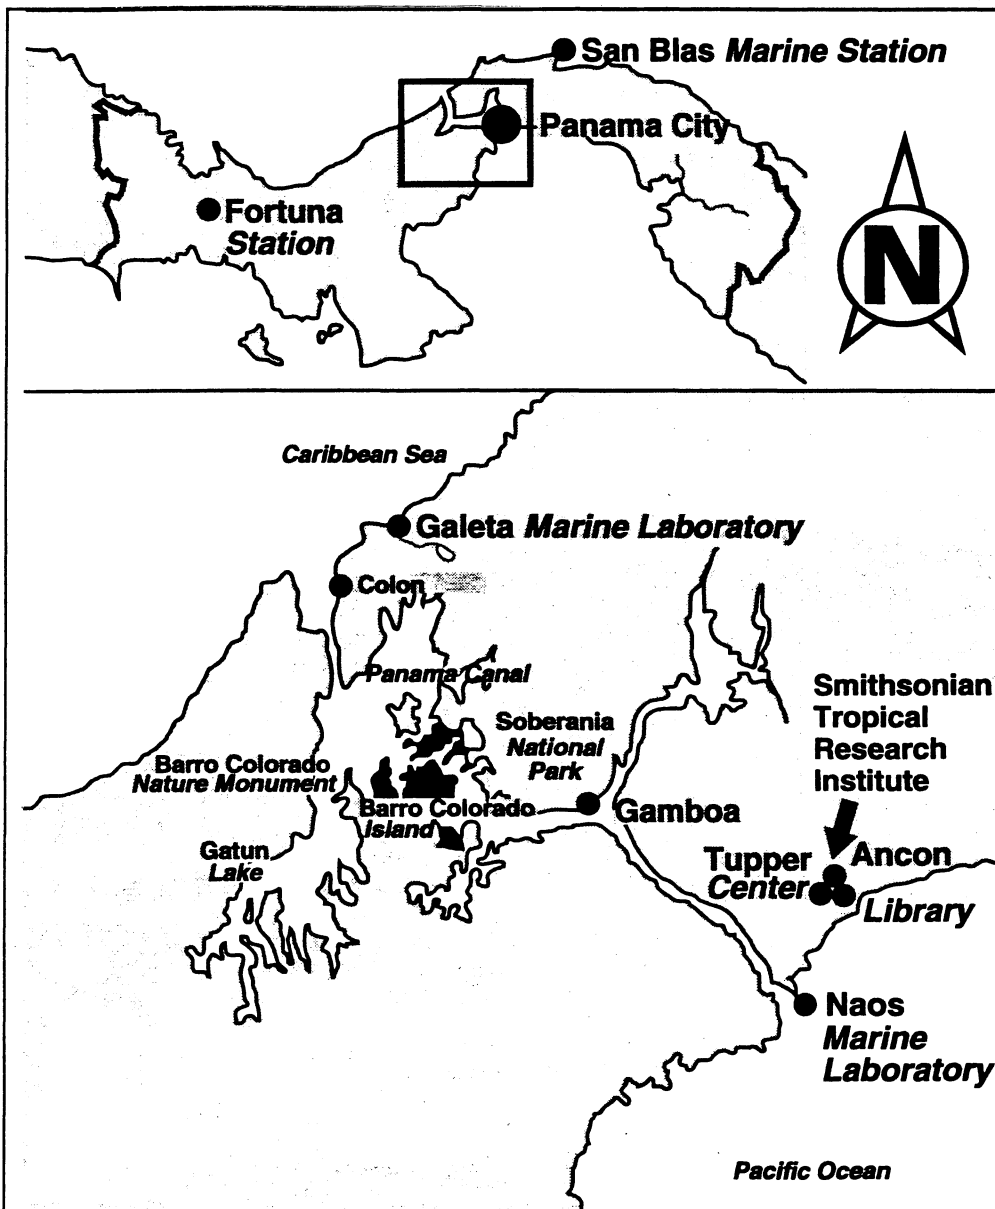 San Blas Marine Station
Panama City
Fortuna
Station
N
Caribbean Sea
Galeta Marine Laboratory
Colon
Panama Canal
Smithsonian
Tropical
Research
Institute
Soberania
National
Park
Barro Colorado
Nature Monument
Barro Colorado
Island
Gamboa
Gatun
Lake
Tupper
Center
Ancon
Library
Naos
Marine
Laboratory
Pacific Ocean